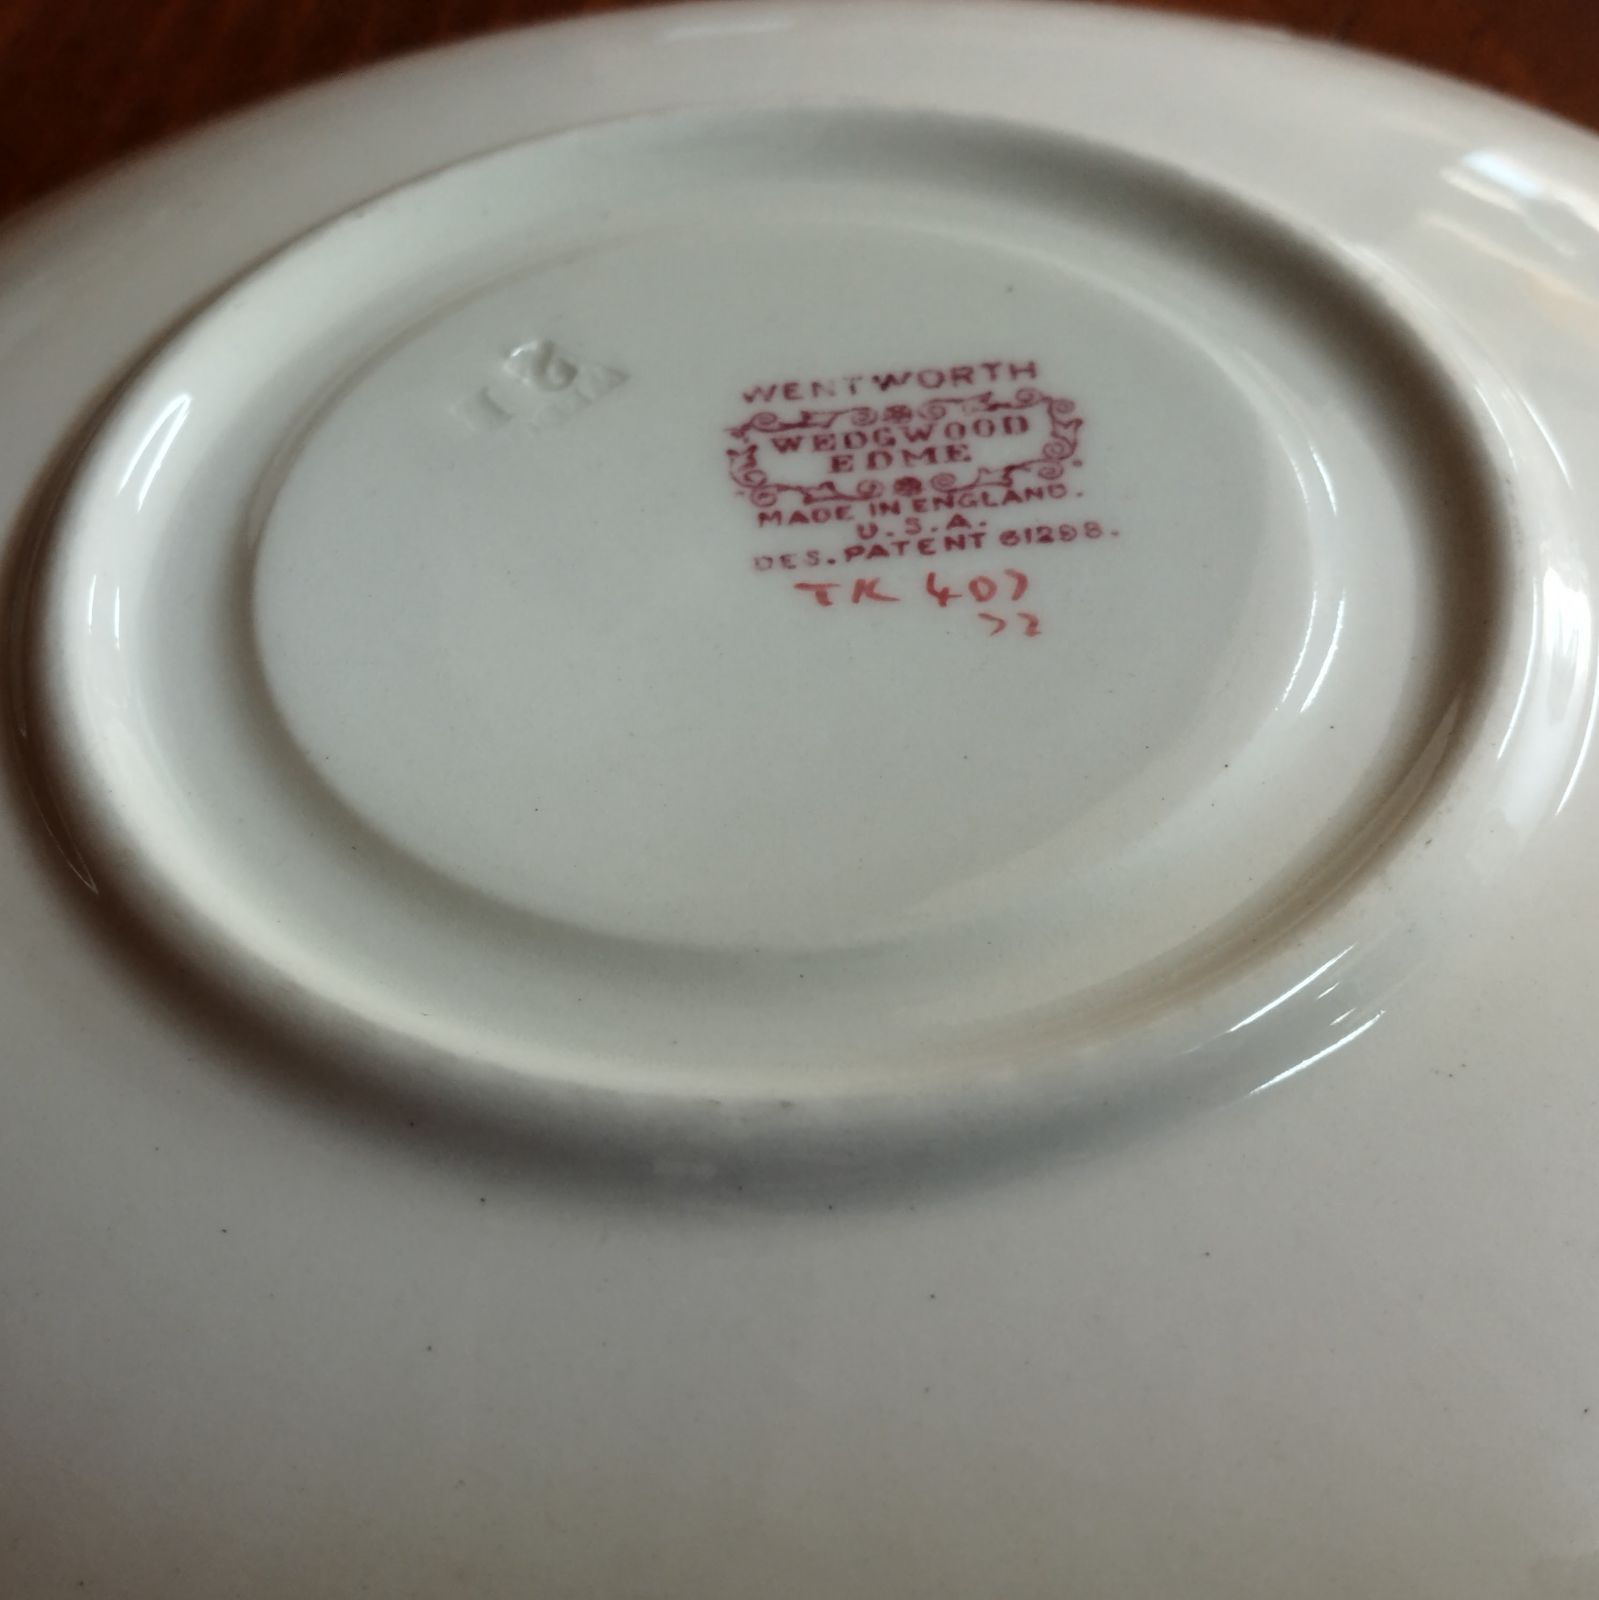 WENTWORTH
WEDGWOOD
EDME
MADE IN ENGLAND.
U.S.A.
DES. PATENT 61298.
TK 407